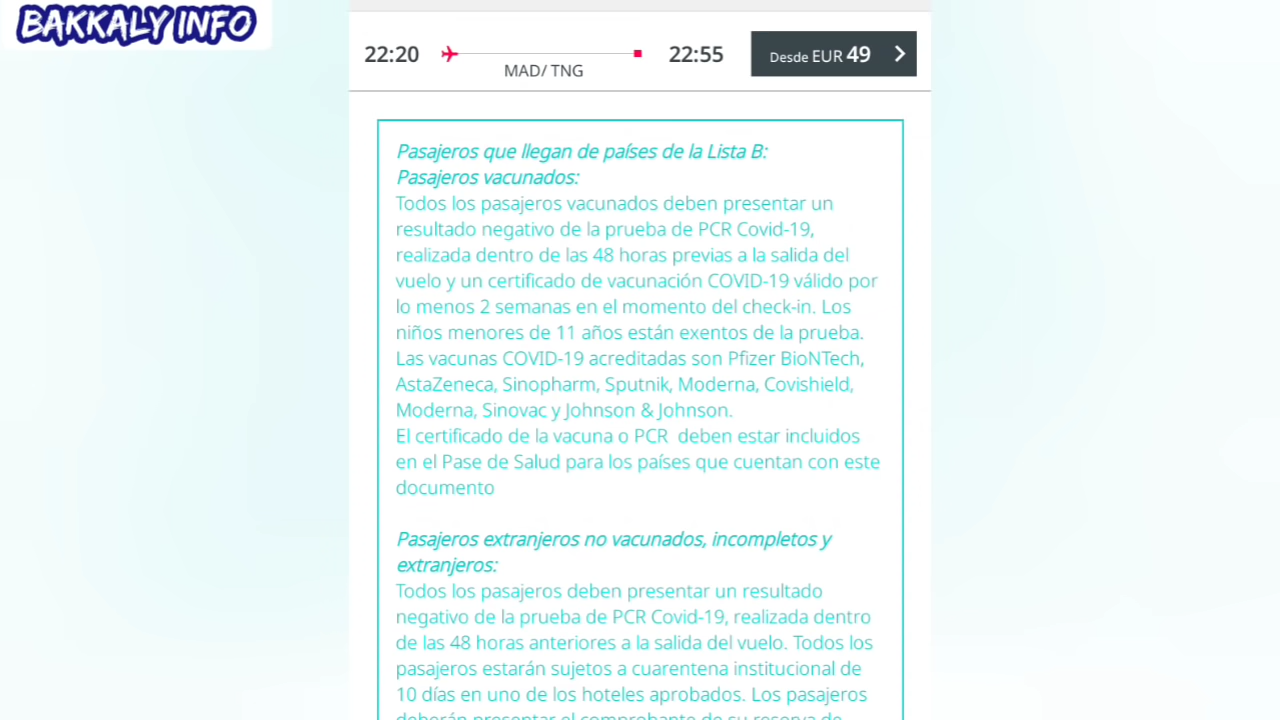 BAKKALY INFO
22:20 MAD/ TNG 22:55 Desde EUR 49
Pasajeros que llegan de países de la Lista B:
Pasajeros vacunados:
Todos los pasajeros vacunados deben presentar un
resultado negativo de la prueba de PCR Covid-19,
realizada dentro de las 48 horas previas a la salida del
vuelo y un certificado de vacunación COVID-19 válido por
lo menos 2 semanas en el momento del check-in. Los
niños menores de 11 años están exentos de la prueba.
Las vacunas COVID-19 acreditadas son Pfizer BioNTech,
AstaZeneca, Sinopharm, Sputnik, Moderna, Covishield,
Moderna, Sinovac y Johnson & Johnson.
El certificado de la vacuna o PCR deben estar incluidos
en el Pase de Salud para los países que cuentan con este
documento
Pasajeros extranjeros no vacunados, incompletos y
extranjeros:
Todos los pasajeros deben presentar un resultado
negativo de la prueba de PCR Covid-19, realizada dentro
de las 48 horas anteriores a la salida del vuelo. Todos los
pasajeros estarán sujetos a cuarentena institucional de
10 días en uno de los hoteles aprobados. Los pasajeros
deberán presentar el comprobante de su reserva de